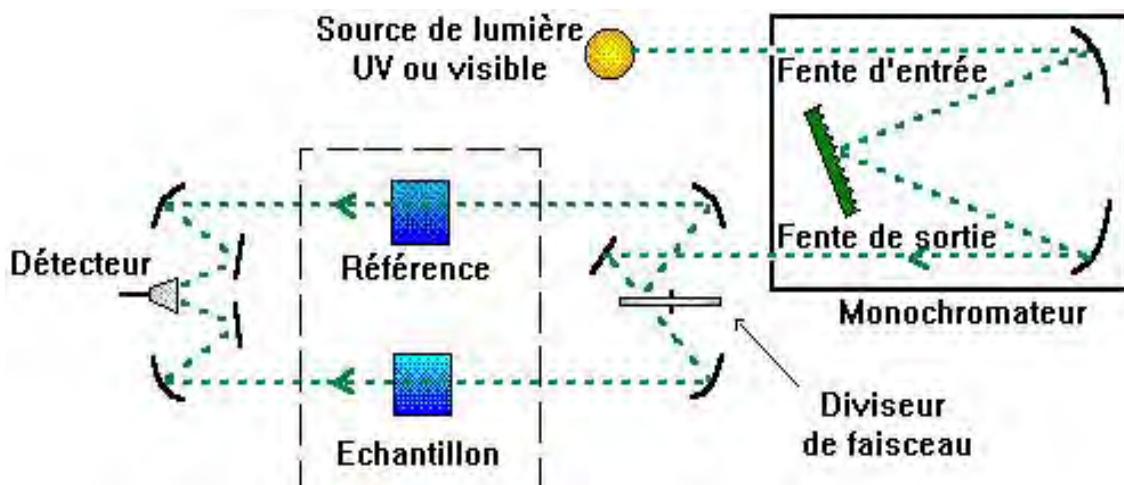 Source de lumière
UV ou visible
Fente d'entrée
Fente de sortie
Détecteur
Référence
Monochromateur
Diviseur
de faisceau
Echantillon